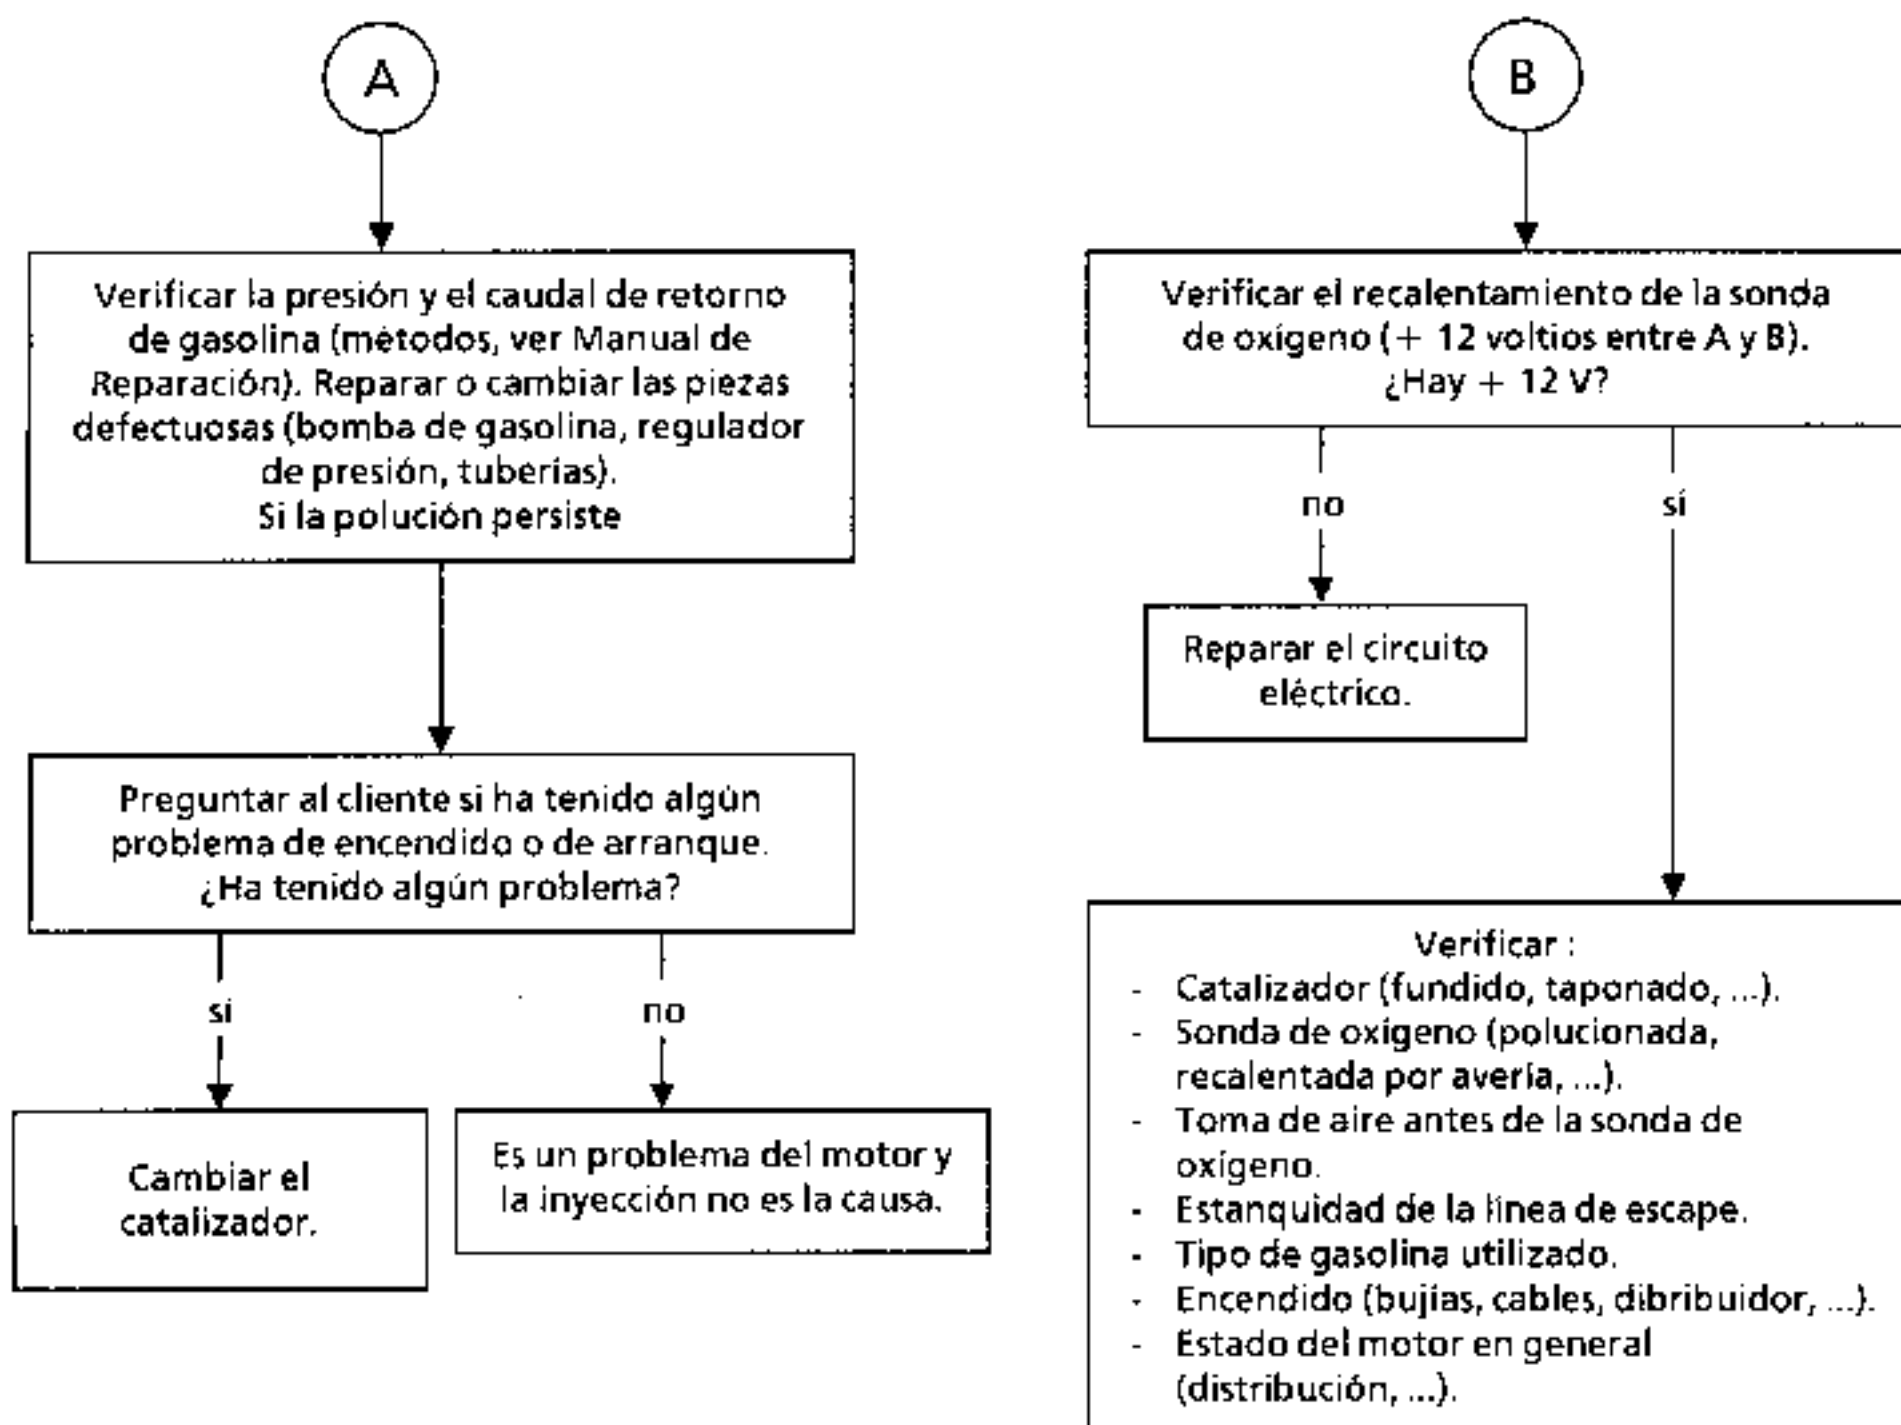 A
Verificar la presión y el caudal de retorno
de gasolina (métodos, ver Manual de
Reparación). Reparar o cambiar las piezas
defectuosas (bomba de gasolina, regulador
de presión, tuberías).
Si la polución persiste
Preguntar al cliente si ha tenido algún
problema de encendido o de arranque.
¿Ha tenido algún problema?
sí
no
Cambiar el
catalizador.
Es un problema del motor y
la inyección no es la causa.
B
Verificar el recalentamiento de la sonda
de oxígeno (+ 12 voltios entre A y B).
¿Hay + 12 V?
no
sí
Reparar el circuito
eléctrico.
Verificar :
- Catalizador (fundido, taponado, ...).
- Sonda de oxígeno (polucionada,
recalentada por avería, ...).
- Toma de aire antes de la sonda de
oxígeno.
- Estanquidad de la línea de escape.
- Tipo de gasolina utilizado.
- Encendido (bujías, cables, dibribuidor, ...).
- Estado del motor en general
(distribución, ...).